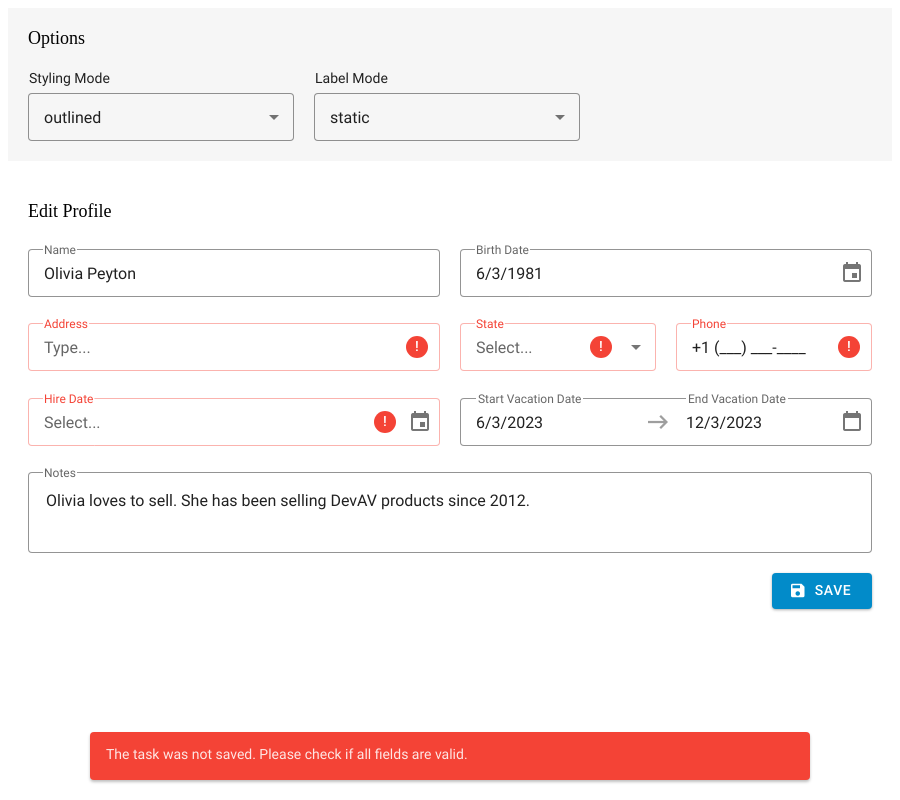 Options
Styling Mode Label Mode
outlined static
Edit Profile
Name Birth Date
Olivia Peyton 6/3/1981
Address State Phone
Type... ! Select... ! +1 (___) ___-____ !
Hire Date Start Vacation Date End Vacation Date
Select... ! 6/3/2023 12/3/2023
Notes
Olivia loves to sell. She has been selling DevAV products since 2012.
SAVE
The task was not saved. Please check if all fields are valid.